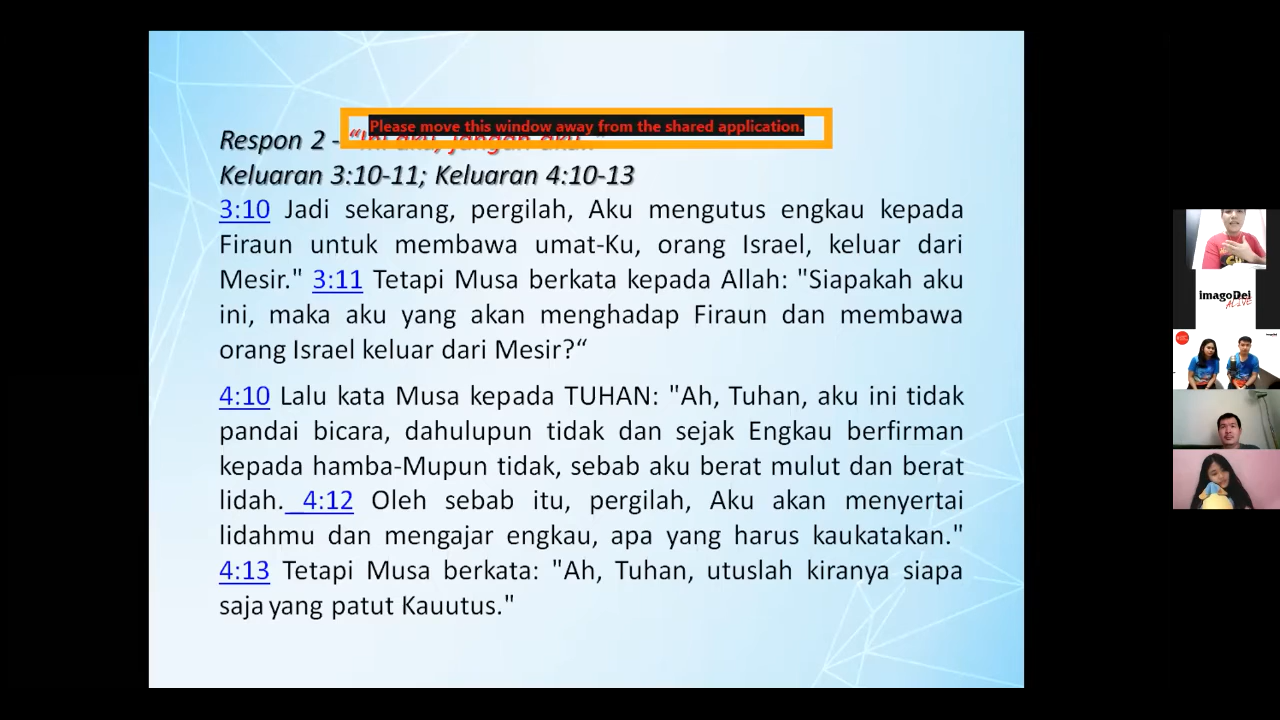 Please move this window away from the shared application.
Respon 2 - "Ini aku, jangan aku.."
Keluaran 3:10-11; Keluaran 4:10-13
3:10 Jadi sekarang, pergilah, Aku mengutus engkau kepada
Firaun untuk membawa umat-Ku, orang Israel, keluar dari
Mesir." 3:11 Tetapi Musa berkata kepada Allah: "Siapakah aku
ini, maka aku yang akan menghadap Firaun dan membawa
orang Israel keluar dari Mesir?“
4:10 Lalu kata Musa kepada TUHAN: "Ah, Tuhan, aku ini tidak
pandai bicara, dahulupun tidak dan sejak Engkau berfirman
kepada hamba-Mupun tidak, sebab aku berat mulut dan berat
lidah. 4:12 Oleh sebab itu, pergilah, Aku akan menyertai
lidahmu dan mengajar engkau, apa yang harus kaukatakan."
4:13 Tetapi Musa berkata: "Ah, Tuhan, utuslah kiranya siapa
saja yang patut Kauutus."
imagoDei
ALIVE